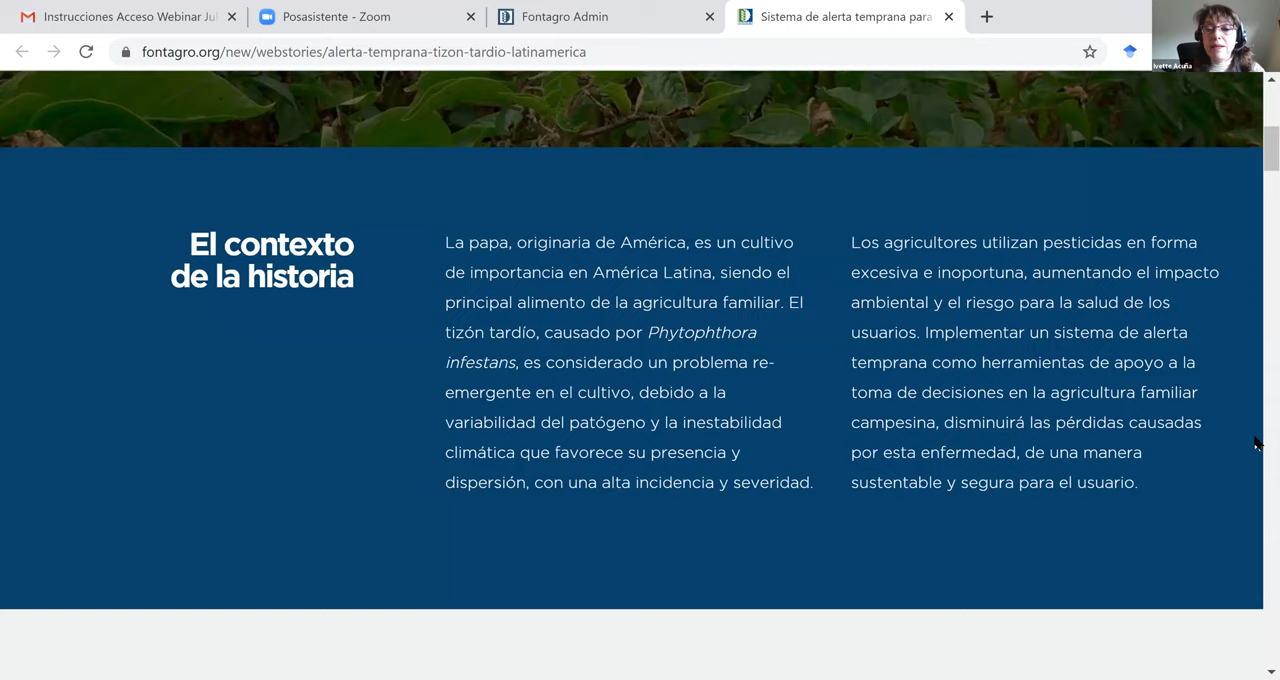 Instrucciones Acceso Webinar Jul
Posasistente - Zoom
Fontagro Admin
Sistema de alerta temprana para
fontagro.org/new/webstories/alerta-temprana-tizon-tardio-latinamerica
Ivette Acuña
El contexto
de la historia
La papa, originaria de América, es un cultivo
de importancia en América Latina, siendo el
principal alimento de la agricultura familiar. El
tizón tardío, causado por Phytophthora
infestans, es considerado un problema re-
emergente en el cultivo, debido a la
variabilidad del patógeno y la inestabilidad
climática que favorece su presencia y
dispersión, con una alta incidencia y severidad.
Los agricultores utilizan pesticidas en forma
excesiva e inoportuna, aumentando el impacto
ambiental y el riesgo para la salud de los
usuarios. Implementar un sistema de alerta
temprana como herramientas de apoyo a la
toma de decisiones en la agricultura familiar
campesina, disminuirá las pérdidas causadas
por esta enfermedad, de una manera
sustentable y segura para el usuario.